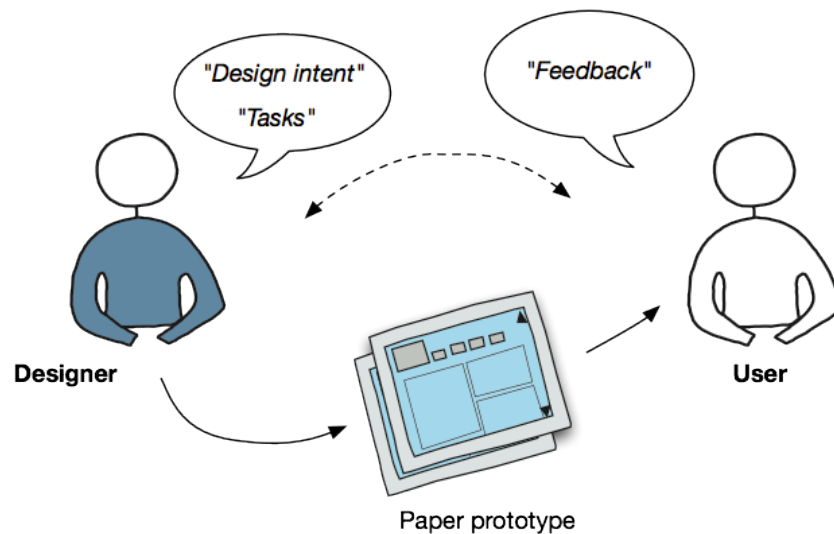 "Design intent"
"Tasks"
"Feedback"
Designer
User
Paper prototype